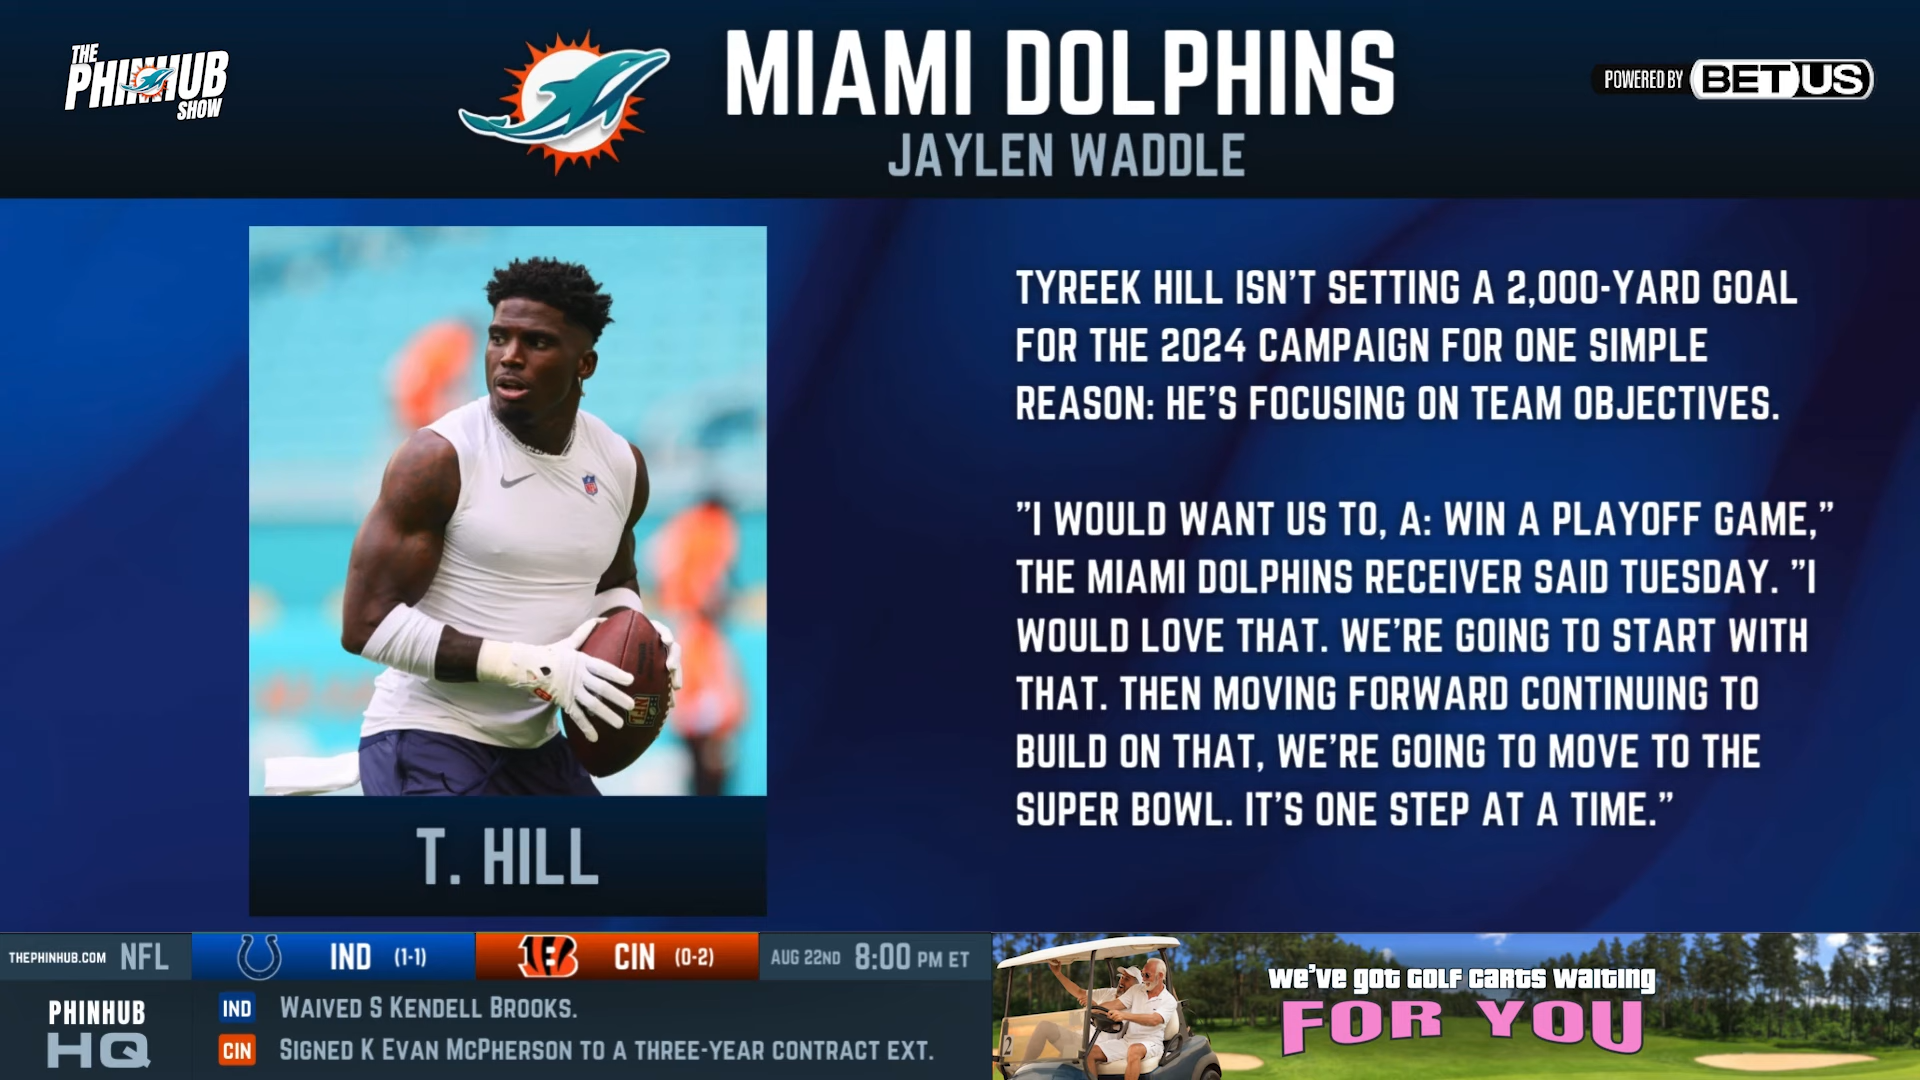 THE
PHINHUB
SHOW
MIAMI DOLPHINS
JAYLEN WADDLE
POWERED BY BETUS
TYREEK HILL ISN'T SETTING A 2,000-YARD GOAL
FOR THE 2024 CAMPAIGN FOR ONE SIMPLE
REASON: HE'S FOCUSING ON TEAM OBJECTIVES.
"I WOULD WANT US TO, A: WIN A PLAYOFF GAME,"
THE MIAMI DOLPHINS RECEIVER SAID TUESDAY. "I
WOULD LOVE THAT. WE'RE GOING TO START WITH
THAT. THEN MOVING FORWARD CONTINUING TO
BUILD ON THAT, WE'RE GOING TO MOVE TO THE
SUPER BOWL. IT'S ONE STEP AT A TIME."
T. HILL
THEPHINHUB.COM NFL IND (1-1) CIN (0-2) AUG 22ND 8:00 PM ET
PHINHUB
HQ
IND WAIVED S KENDELL BROOKS.
CIN SIGNED K EVAN MCPHERSON TO A THREE-YEAR CONTRACT EXT.
2
WE'VE GOT GOLF CARTS WAITING
FOR YOU